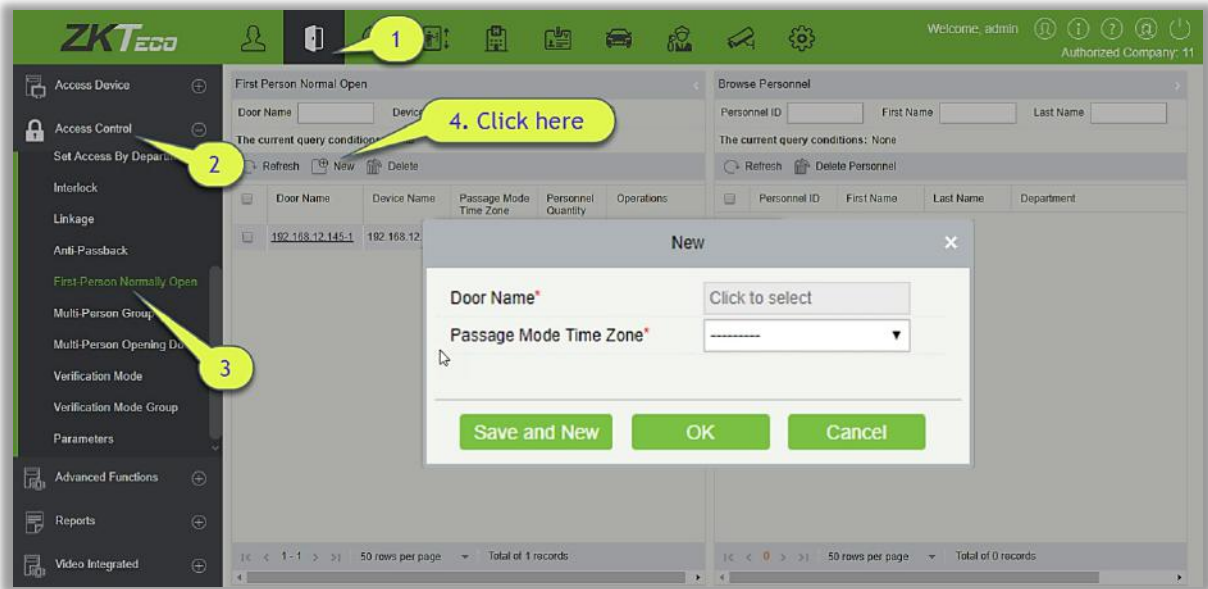 ZKTeco
1
Welcome, admin
Authorized Company: 11
Access Device
Access Control
2
Set Access By Depart
Interlock
Linkage
Anti-Passback
First-Person Normally Open
Multi-Person Group
Multi-Person Opening Do
3
Verification Mode
Verification Mode Group
Parameters
Advanced Functions
Reports
Video Integrated
First Person Normal Open
Door Name
Device
4. Click here
The current query condition
Refresh New Delete
Door Name Device Name Passage Mode Time Zone Personnel Quantity Operations
192.168.12.145-1 192.168.12.
1-1 50 rows per page Total of 1 records
Browse Personnel
Personnel ID First Name Last Name
The current query conditions: None
Refresh Delete Personnel
Personnel ID First Name Last Name Department
0 50 rows per page Total of 0 records
New
Door Name* Click to select
Passage Mode Time Zone* ---------
Save and New OK Cancel